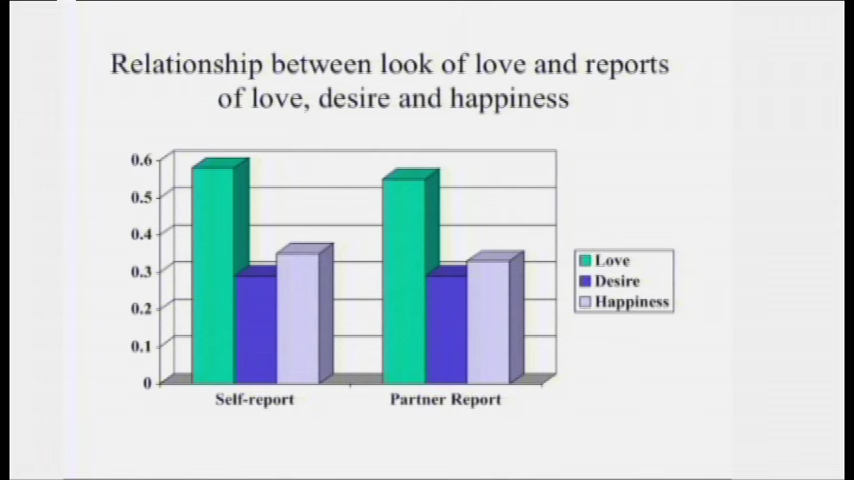 Relationship between look of love and reports
of love, desire and happiness
0.6
0.5
0.4
0.3
0.2
0.1
0
Self-report
Partner Report
Love
Desire
Happiness